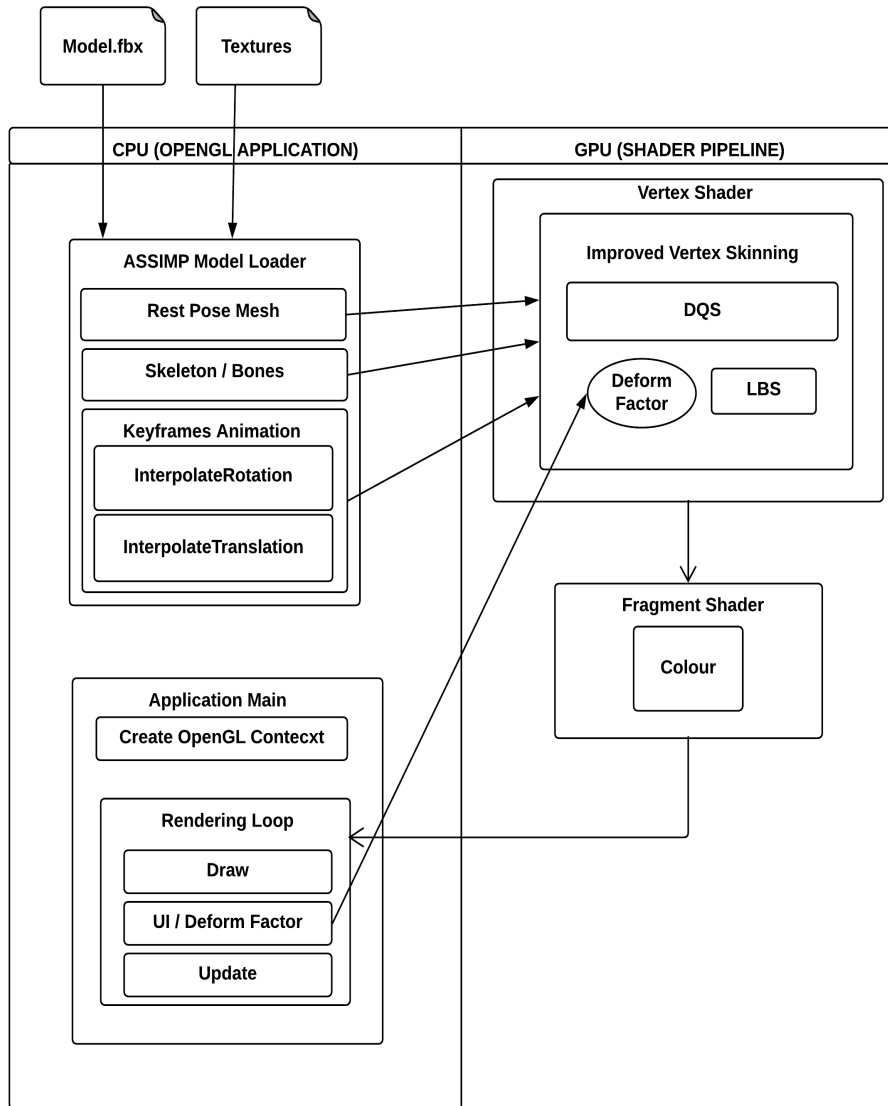 Model.fbx
Textures
CPU (OPENGL APPLICATION)
GPU (SHADER PIPELINE)
ASSIMP Model Loader
Rest Pose Mesh
Skeleton / Bones
Keyframes Animation
InterpolateRotation
InterpolateTranslation
Application Main
Create OpenGL Contecxt
Rendering Loop
Draw
UI / Deform Factor
Update
Vertex Shader
Improved Vertex Skinning
DQS
Deform
Factor
LBS
Fragment Shader
Colour